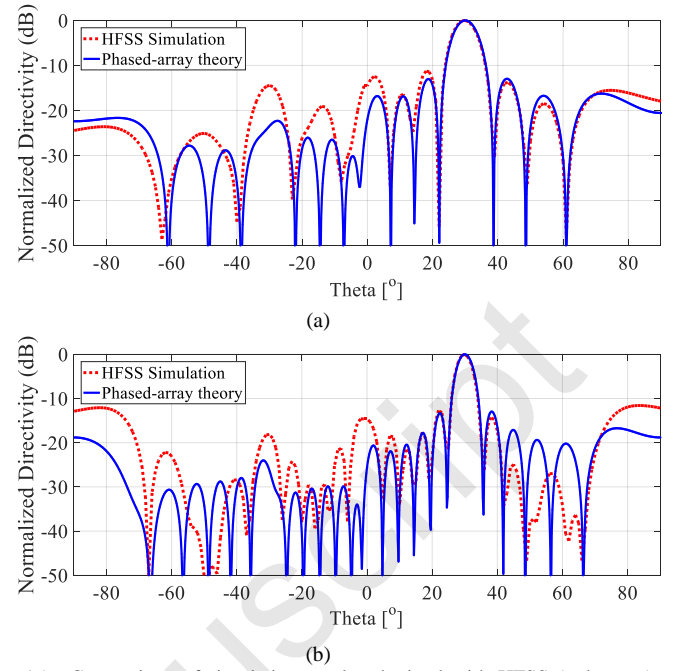 0
-10
-20
-30
-40
-50
Normalized Directivity (dB)
HFSS Simulation
Phased-array theory
-80 -60 -40 -20 0 20 40 60 80
Theta [o]
(a)
0
-10
-20
-30
-40
-50
Normalized Directivity (dB)
HFSS Simulation
Phased-array theory
-80 -60 -40 -20 0 20 40 60 80
Theta [o]
(b)
uscript